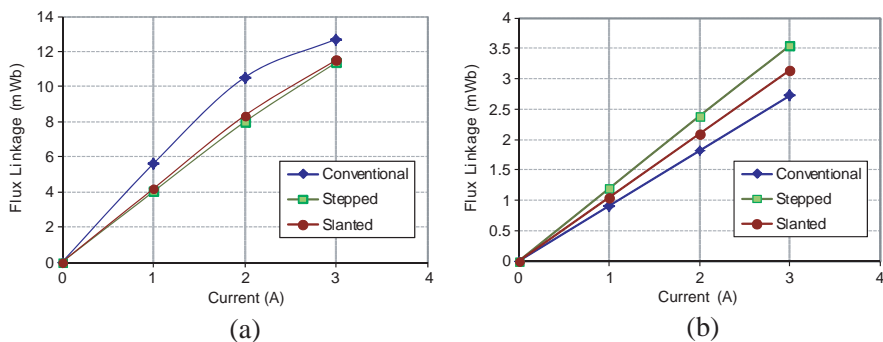 14
12
10
8
6
4
2
0
Flux Linkage (mWb)
Conventional
Stepped
Slanted
0 1 2 3 4
Current (A)
(a)
4
3.5
3
2.5
2
1.5
1
0.5
0
Flux Linkage (mWb)
Conventional
Stepped
Slanted
0 1 2 3 4
Current (A)
(b)